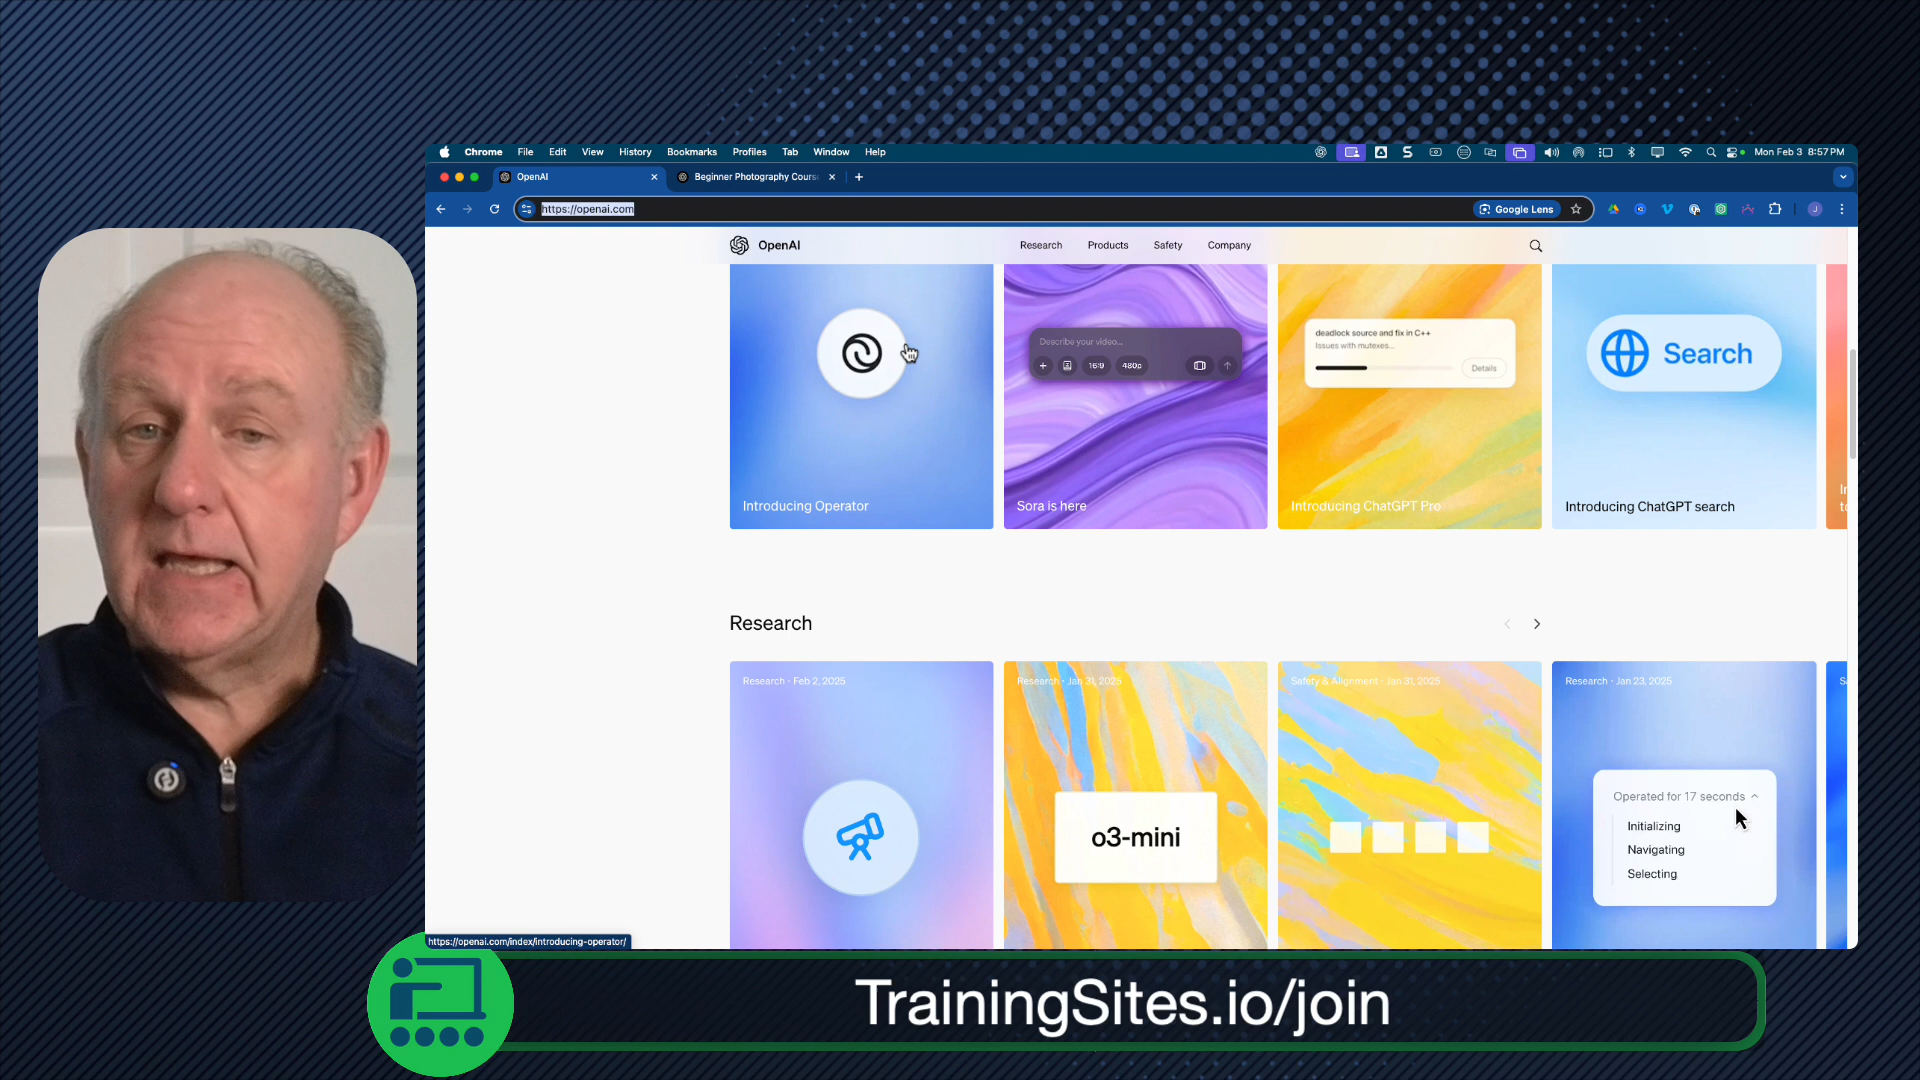 Chrome File Edit View History Bookmarks Profiles Tab Window Help
Mon Feb 3 8:57 PM
OpenAI
Beginner Photography Cours
https://openai.com
Google Lens
J
OpenAI
Research Products Safety Company
Describe your video...
16:9 480p
deadlock source and fix in C++
Issues with mutexes...
Details
Search
Introducing Operator
Sora is here
Introducing ChatGPT Pro
Introducing ChatGPT search
Research
Research · Feb 2, 2025
Research · Jan 31, 2025
Safety & Alignment · Jan 31, 2025
Research · Jan 23, 2025
o3-mini
Operated for 17 seconds
Initializing
Navigating
Selecting
https://openai.com/index/introducing-operator/
TrainingSites.io/join